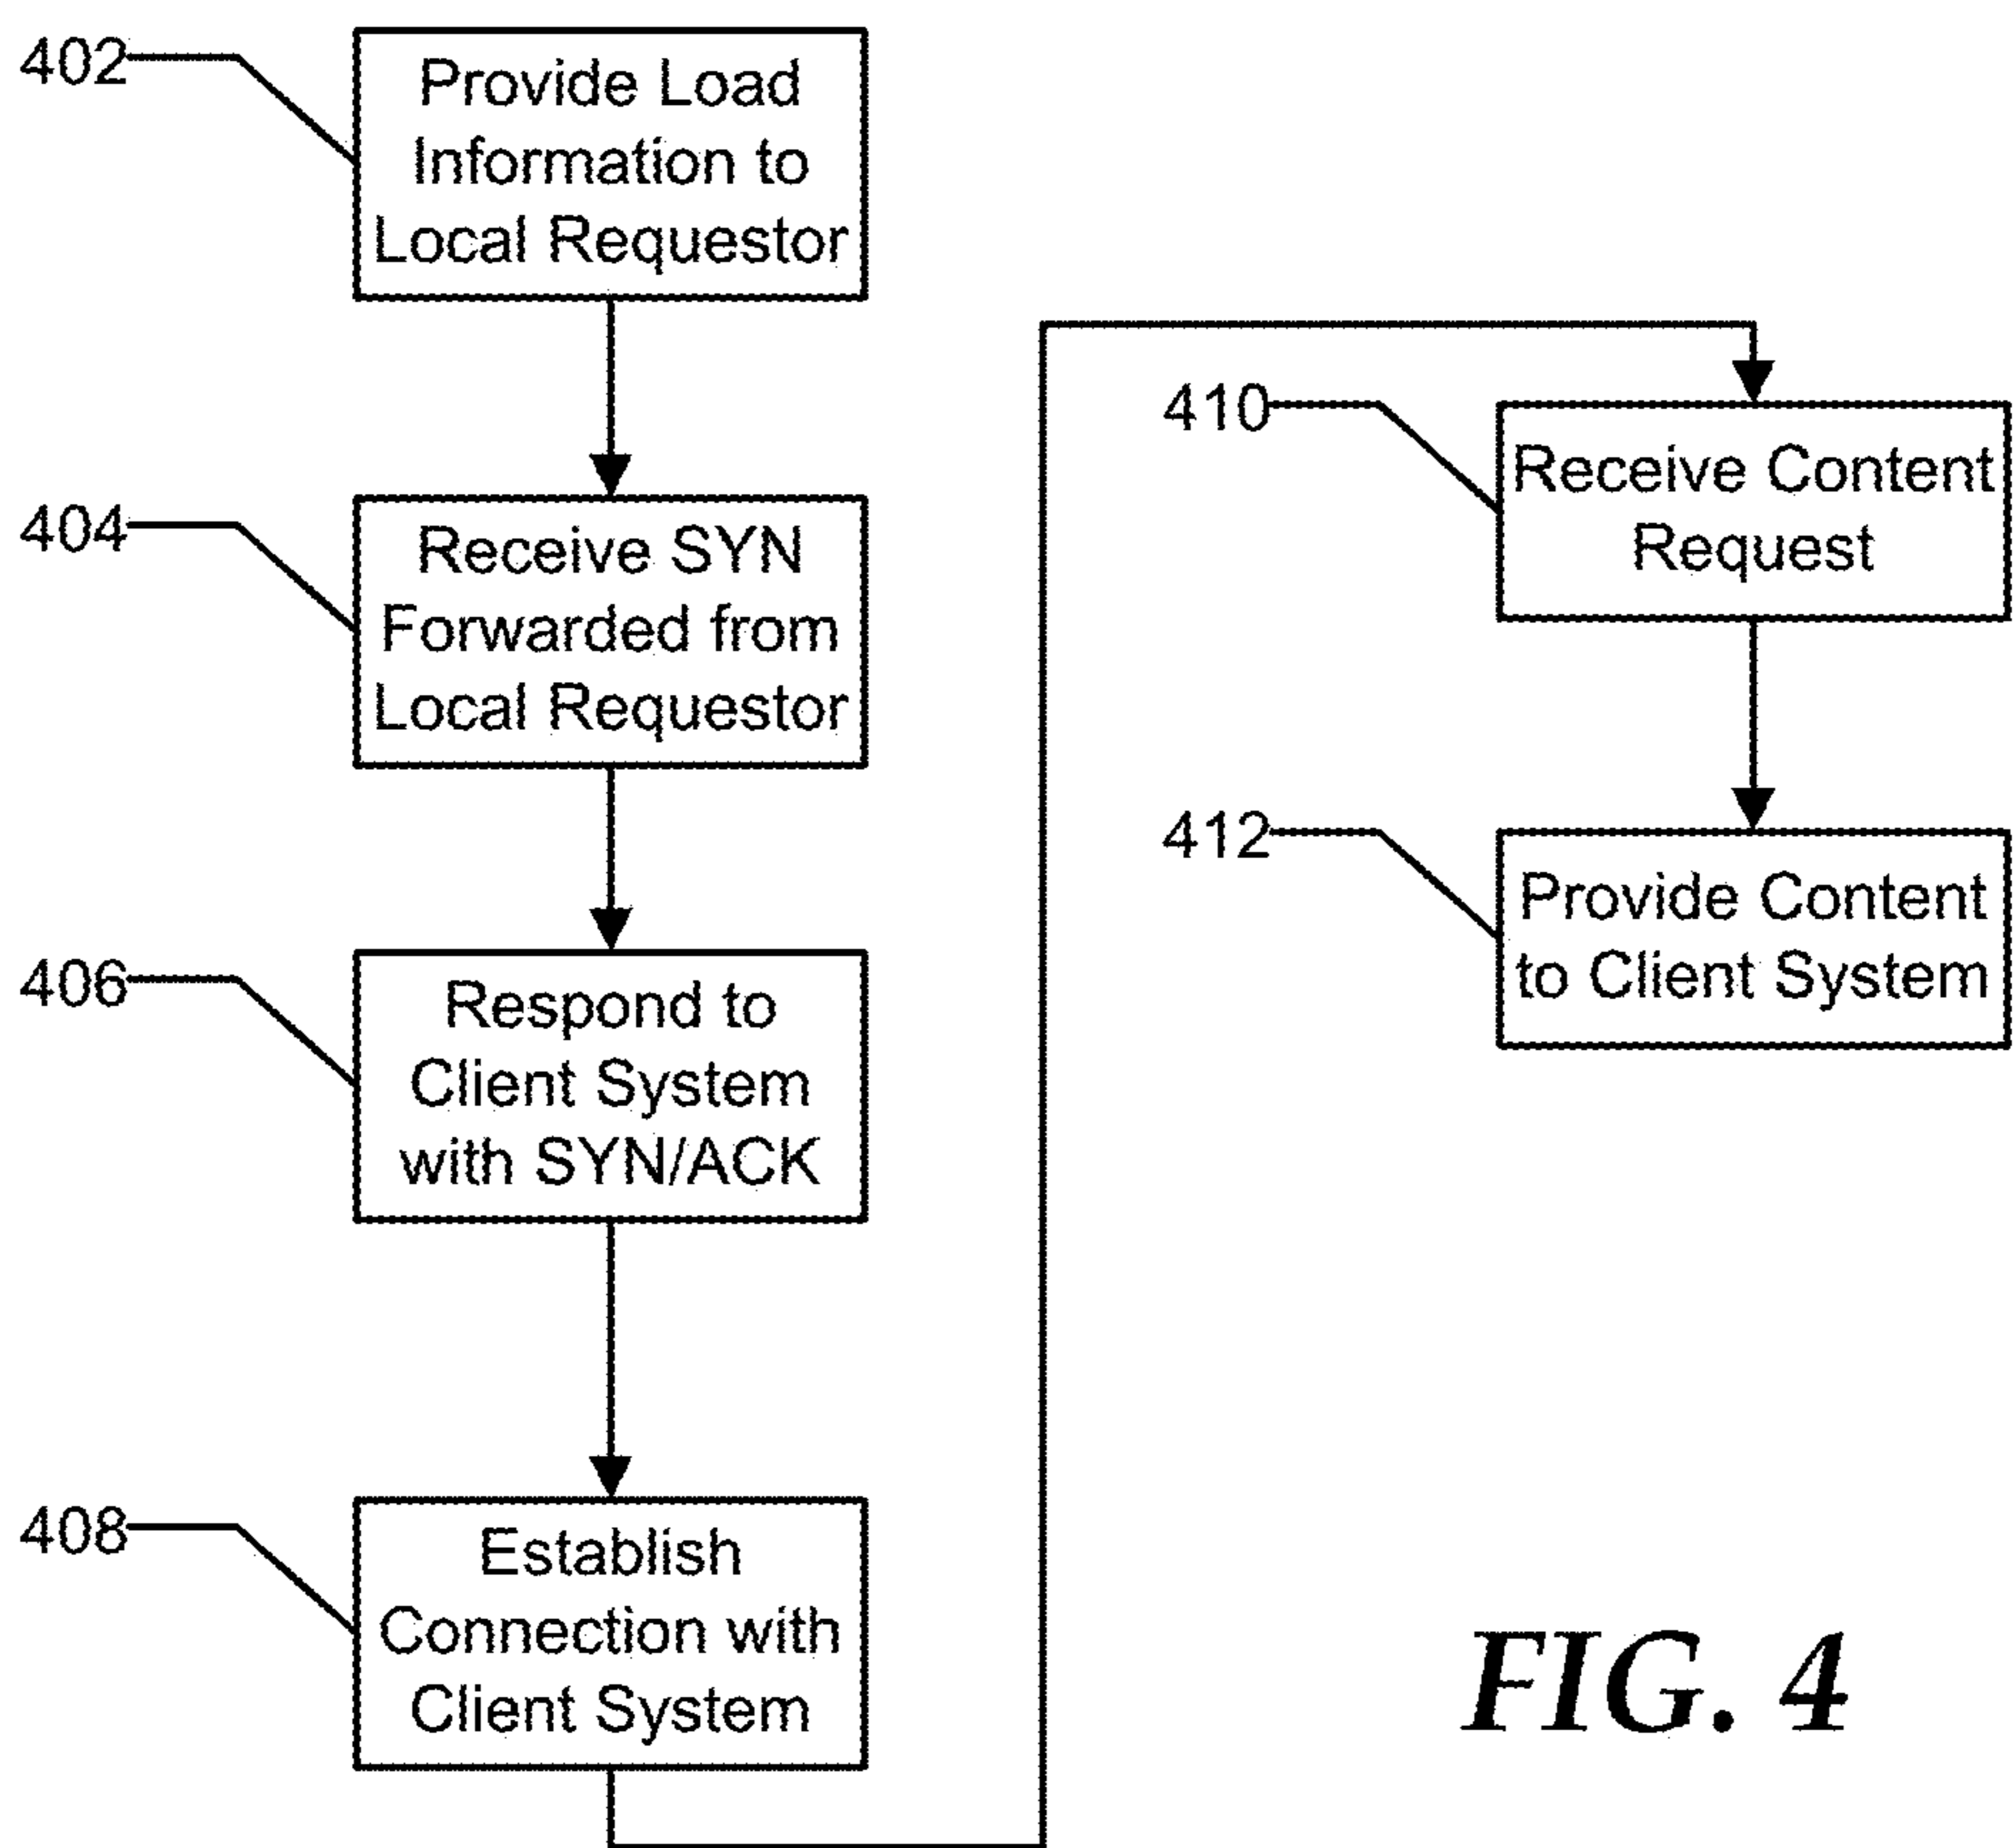 402
Provide Load
Information to
Local Requestor
404
Receive SYN
Forwarded from
Local Requestor
406
Respond to
Client System
with SYN/ACK
408
Establish
Connection with
Client System
410
Receive Content
Request
412
Provide Content
to Client System
FIG. 4